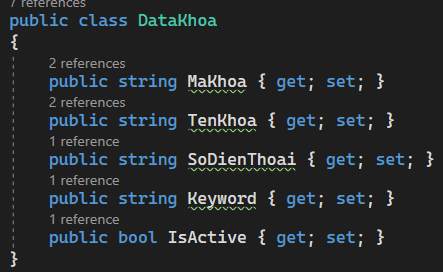 7 references
public class DataKhoa
{
2 references
public string MaKhoa { get; set; }
2 references
public string TenKhoa { get; set; }
1 reference
public string SoDienThoai { get; set; }
1 reference
public string Keyword { get; set; }
1 reference
public bool IsActive { get; set; }
}